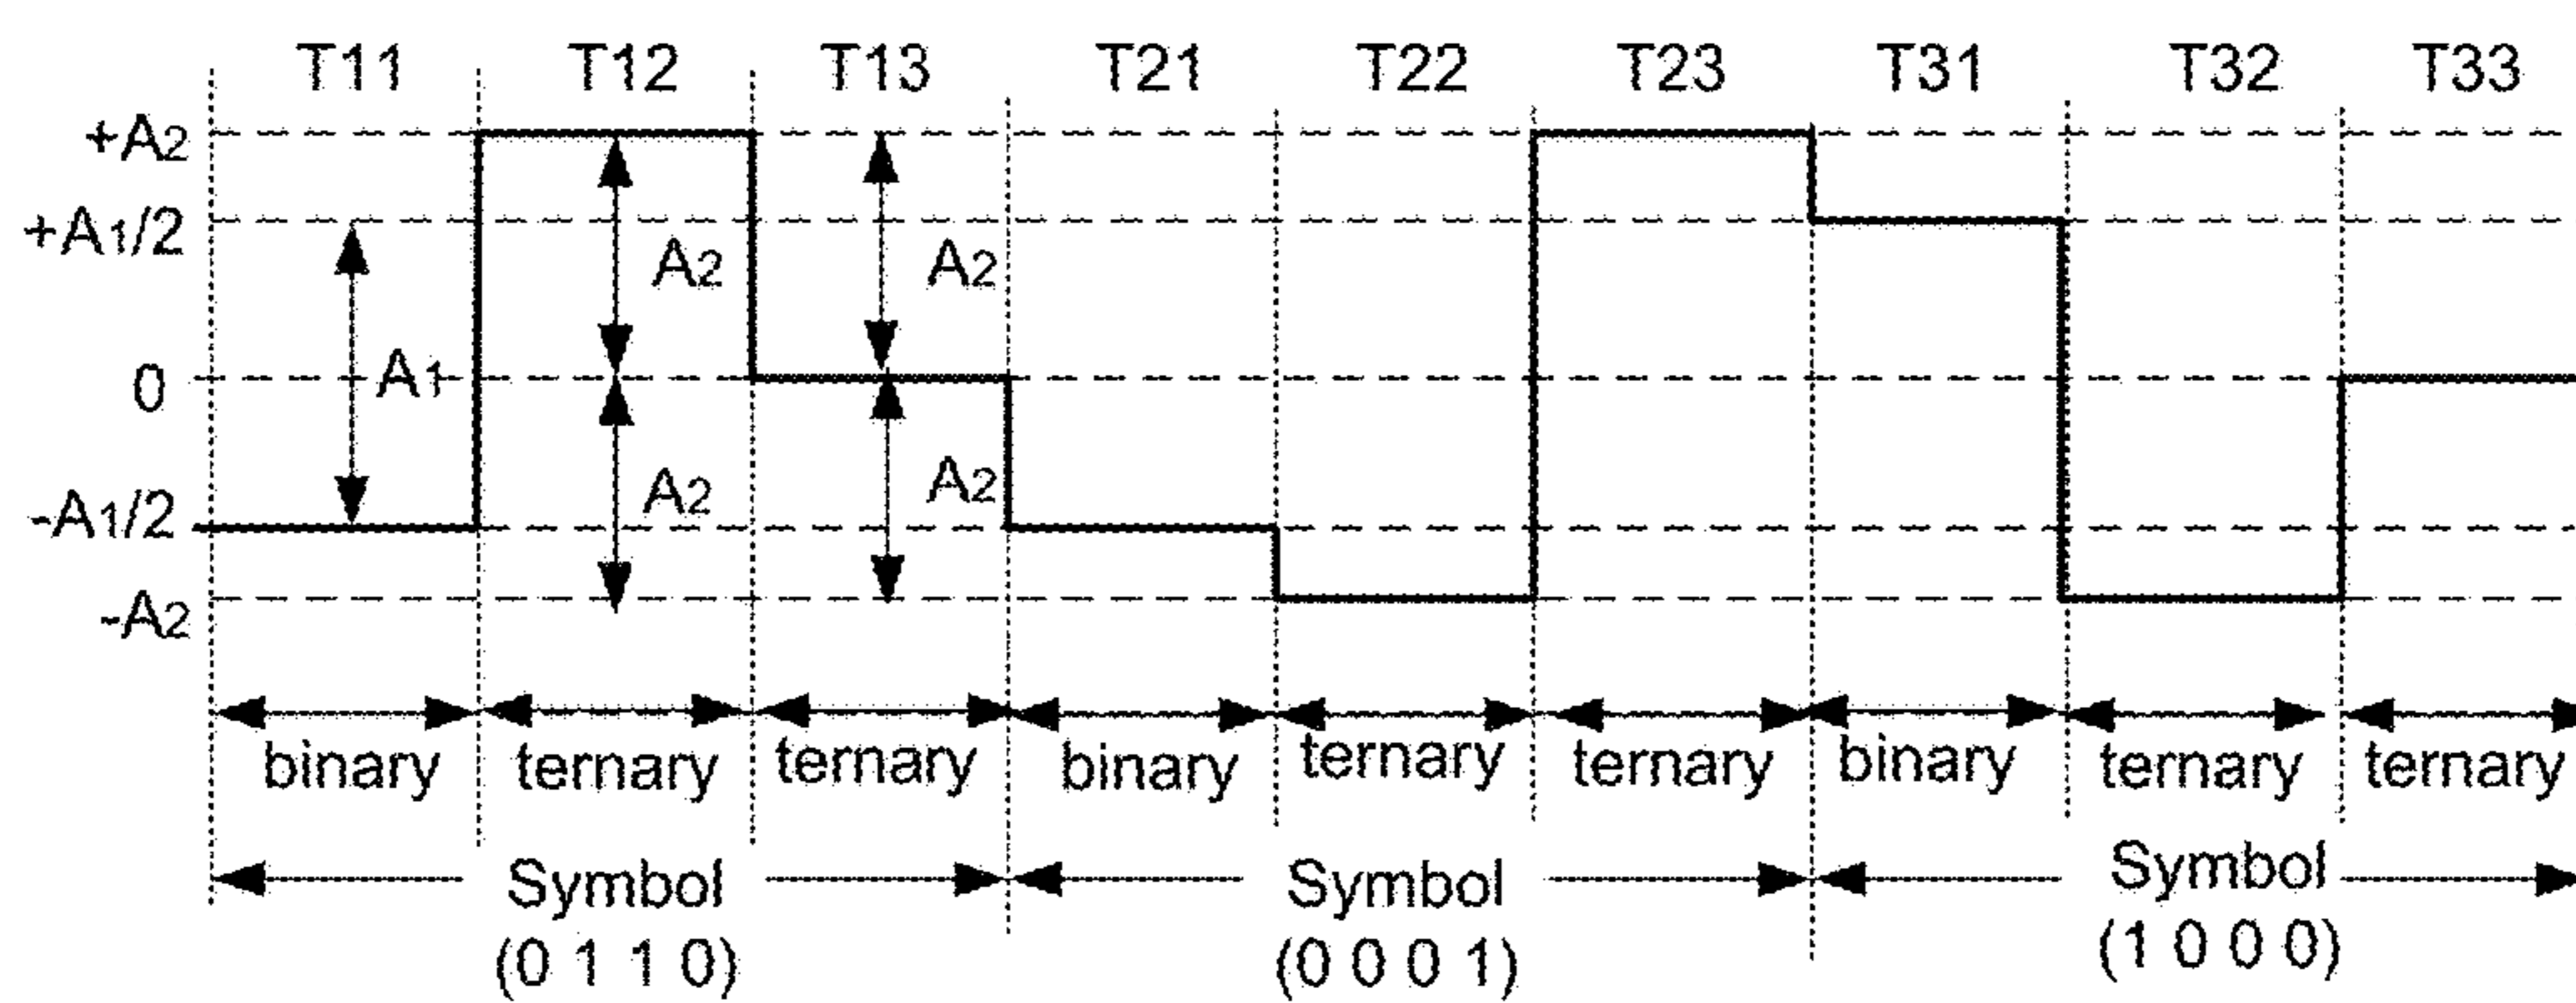 T11 T12 T13 T21 T22 T23 T31 T32 T33
+A2
+A1/2
A2 A2
0
A1
A2 A2
-A1/2
-A2
binary ternary ternary binary ternary ternary binary ternary ternary
Symbol Symbol Symbol
(0 1 1 0) (0 0 0 1) (1 0 0 0)